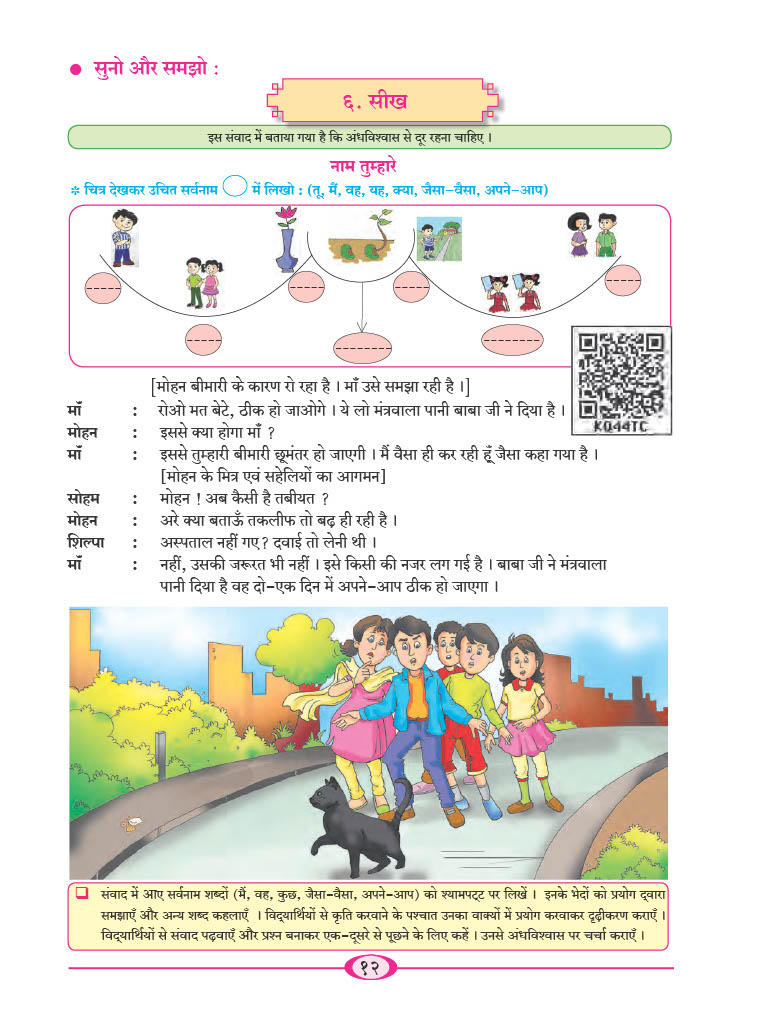 ● सुनो और समझो :
६. सीख
इस संवाद में बताया गया है कि अंधविश्वास से दूर रहना चाहिए ।
नाम तुम्हारे
* चित्र देखकर उचित सर्वनाम में लिखो : (तू, मैं, वह, यह, क्या, जैसा-वैसा, अपने-आप)
KQ44TC
[मोहन बीमारी के कारण रो रहा है । माँ उसे समझा रही है ।]
माँ : रोओ मत बेटे, ठीक हो जाओगे । ये लो मंत्रवाला पानी बाबा जी ने दिया है ।
मोहन : इससे क्या होगा माँ ?
माँ : इससे तुम्हारी बीमारी छूमंतर हो जाएगी । मैं वैसा ही कर रही हूँ जैसा कहा गया है ।
[मोहन के मित्र एवं सहेलियों का आगमन]
सोहम : मोहन ! अब कैसी है तबीयत ?
मोहन : अरे क्या बताऊँ तकलीफ तो बढ़ ही रही है ।
शिल्पा : अस्पताल नहीं गए ? दवाई तो लेनी थी ।
माँ : नहीं, उसकी जरूरत भी नहीं । इसे किसी की नजर लग गई है । बाबा जी ने मंत्रवाला
पानी दिया है वह दो-एक दिन में अपने-आप ठीक हो जाएगा ।
संवाद में आए सर्वनाम शब्दों (मैं, वह, कुछ, जैसा-वैसा, अपने-आप) को श्यामपट्ट पर लिखें । इनके भेदों को प्रयोग द्वारा
समझाएँ और अन्य शब्द कहलाएँ । विद्यार्थियों से कृति करवाने के पश्चात उनका वाक्यों में प्रयोग करवाकर दृढ़ीकरण कराएँ ।
विद्यार्थियों से संवाद पढ़वाएँ और प्रश्न बनाकर एक-दूसरे से पूछने के लिए कहें । उनसे अंधविश्वास पर चर्चा कराएँ ।
१२